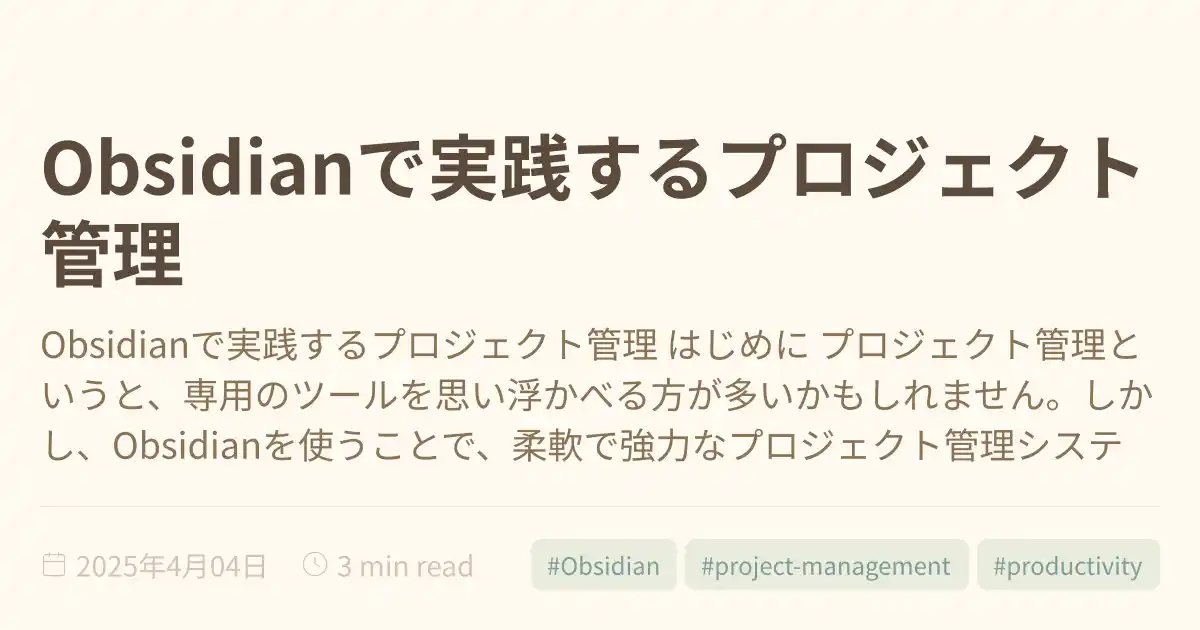 Obsidianで実践するプロジェクト
管理
Obsidianで実践するプロジェクト管理 はじめに プロジェクト管理と
いうと、専用のツールを思い浮かべる方が多いかもしれません。しか
し、Obsidianを使うことで、柔軟で強力なプロジェクト管理システ
2025年4月04日 3 min read #Obsidian #project-management #productivity